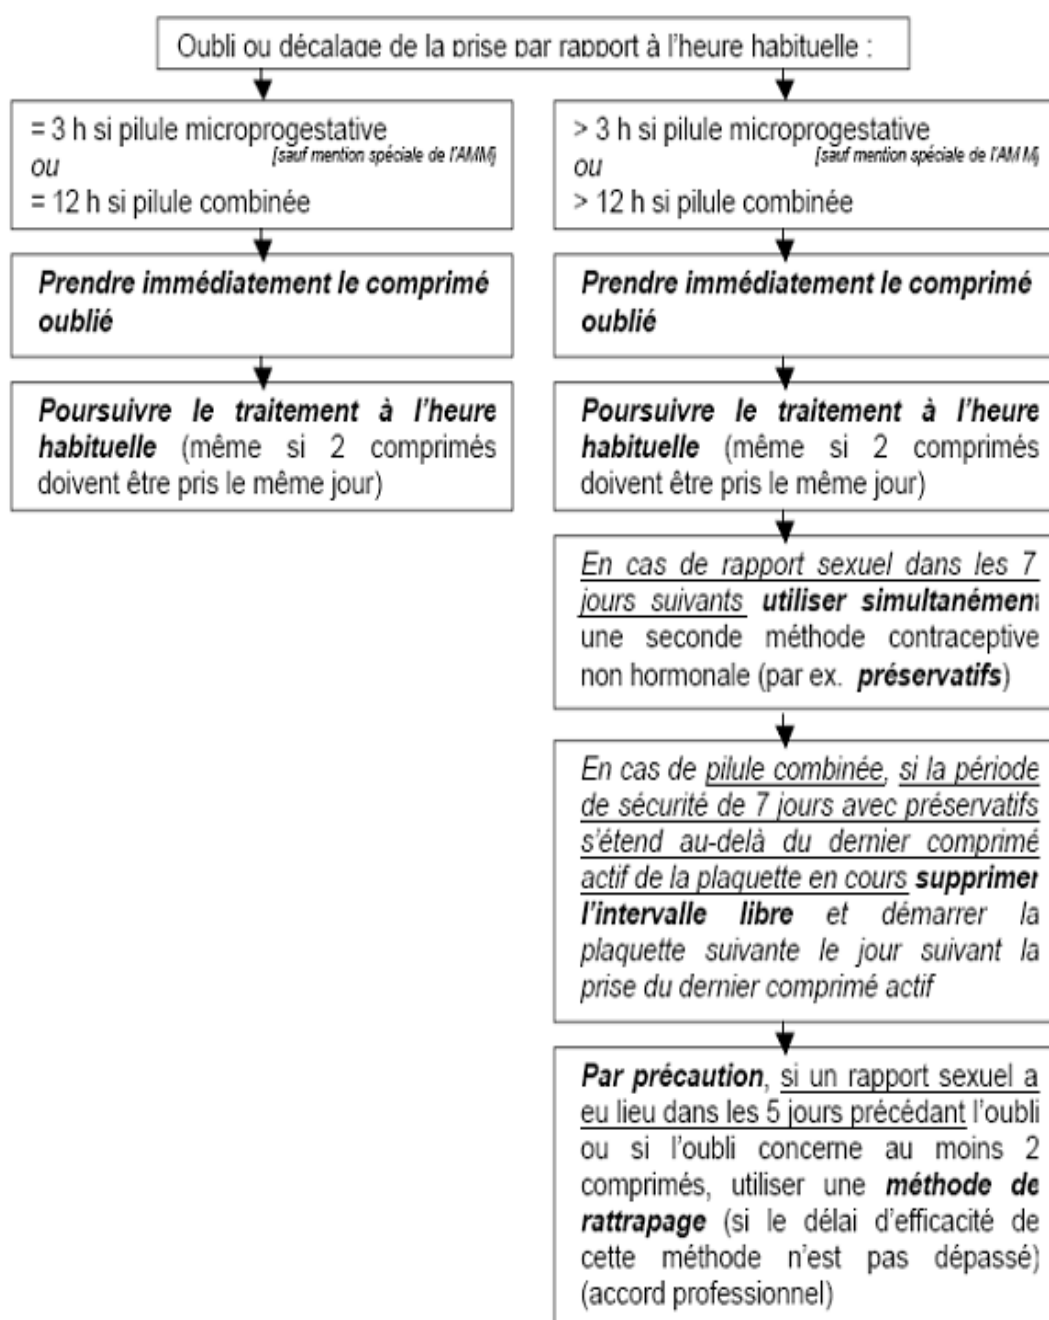 Oubli ou décalage de la prise par rapport à l'heure habituelle :
= 3 h si pilule microprogestative
[sauf mention spéciale de l'AMM]
ou
= 12 h si pilule combinée
Prendre immédiatement le comprimé
oublié
Poursuivre le traitement à l'heure
habituelle (même si 2 comprimés
doivent être pris le même jour)
> 3 h si pilule microprogestative
[sauf mention spéciale de l'AMM]
ou
> 12 h si pilule combinée
Prendre immédiatement le comprimé
oublié
Poursuivre le traitement à l'heure
habituelle (même si 2 comprimés
doivent être pris le même jour)
En cas de rapport sexuel dans les 7
jours suivants utiliser simultanément
une seconde méthode contraceptive
non hormonale (par ex. préservatifs)
En cas de pilule combinée, si la période
de sécurité de 7 jours avec préservatifs
s'étend au-delà du dernier comprimé
actif de la plaquette en cours supprimer
l'intervalle libre et démarrer la
plaquette suivante le jour suivant la
prise du dernier comprimé actif
Par précaution, si un rapport sexuel a
eu lieu dans les 5 jours précédant l'oubli
ou si l'oubli concerne au moins 2
comprimés, utiliser une méthode de
rattrapage (si le délai d'efficacité de
cette méthode n'est pas dépassé)
(accord professionnel)